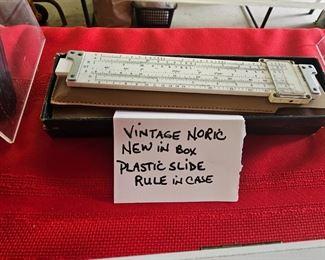 VINTAGE NORIC
NEW IN BOX
PLASTIC SLIDE
RULE IN CASE